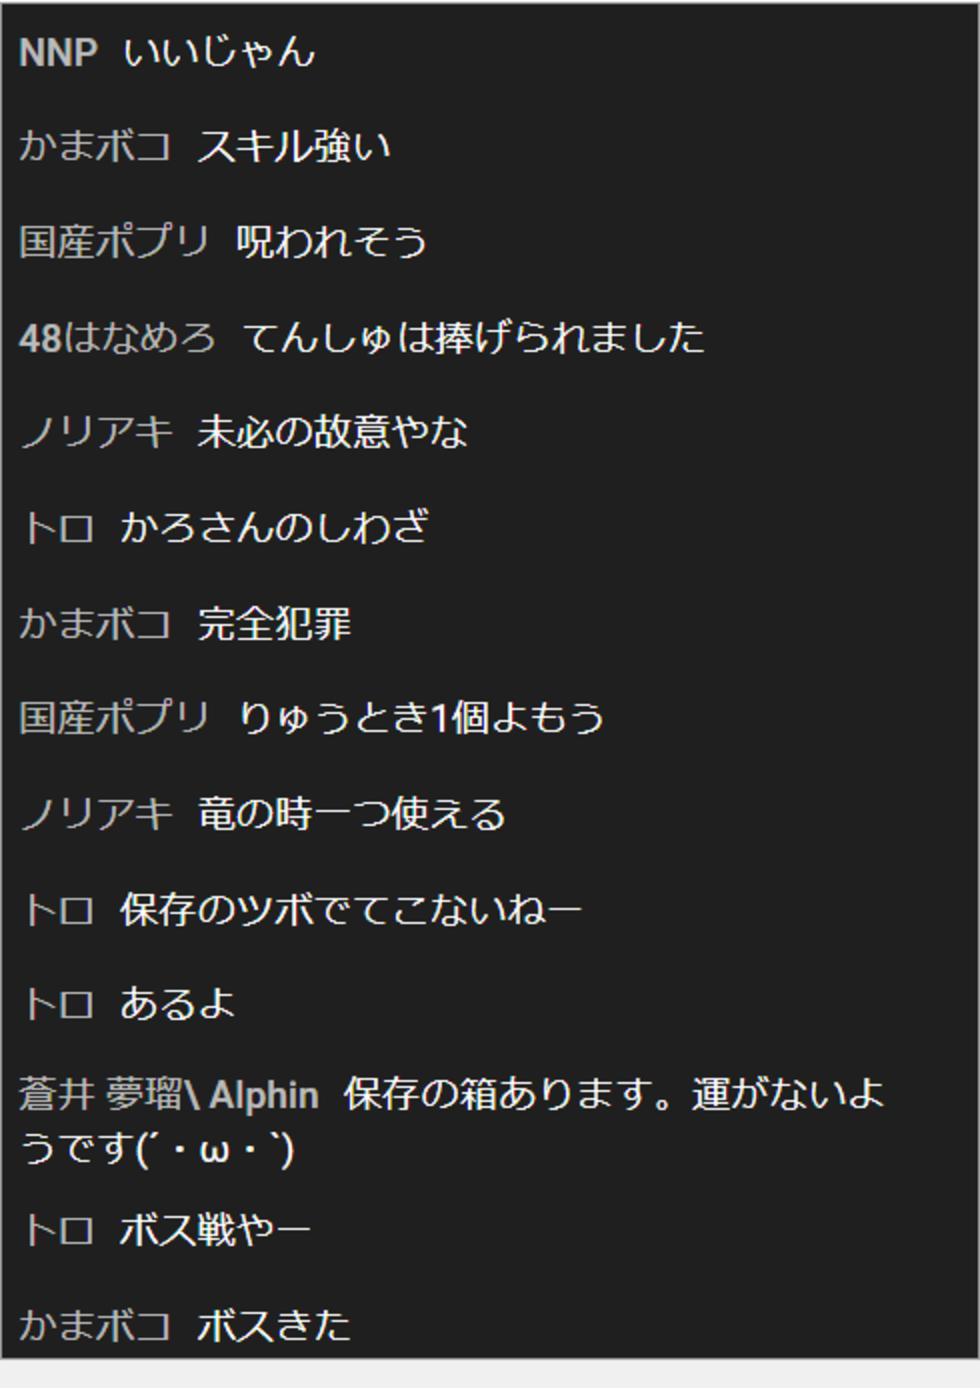 NNP いいじゃん
かまボコ スキル強い
国産ポプリ 呪われそう
48はなめろ てんしゅは捧げられました
ノリアキ 未必の故意やな
トロ かろさんのしわざ
かまボコ 完全犯罪
国産ポプリ りゅうとき1個よもう
ノリアキ 竜の時一つ使える
トロ 保存のツボでてこないねー
トロ あるよ
蒼井 夢瑠\ Alphin 保存の箱あります。運がないよ
うです(´・ω・`)
トロ ボス戦やー
かまボコ ボスきた